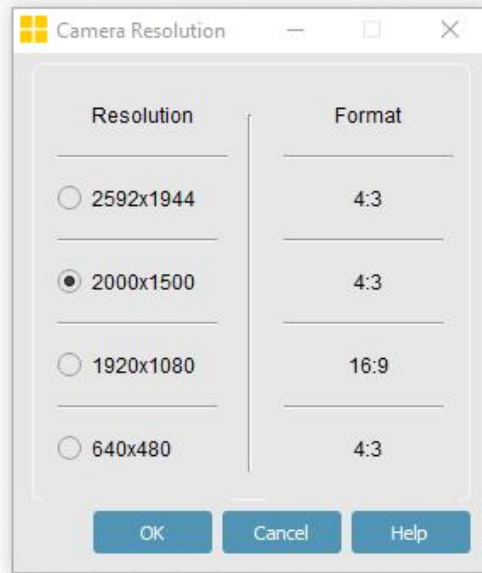 Camera Resolution
Resolution Format
2592x1944 4:3
2000x1500 4:3
1920x1080 16:9
640x480 4:3
OK Cancel Help